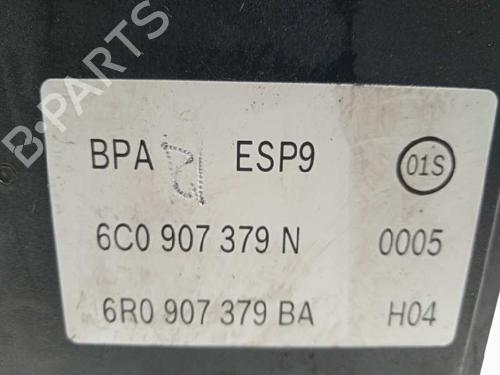 B-PARTS
BPA ESP9 01S
6C0 907 379 N 0005
6R0 907 379 BA H04